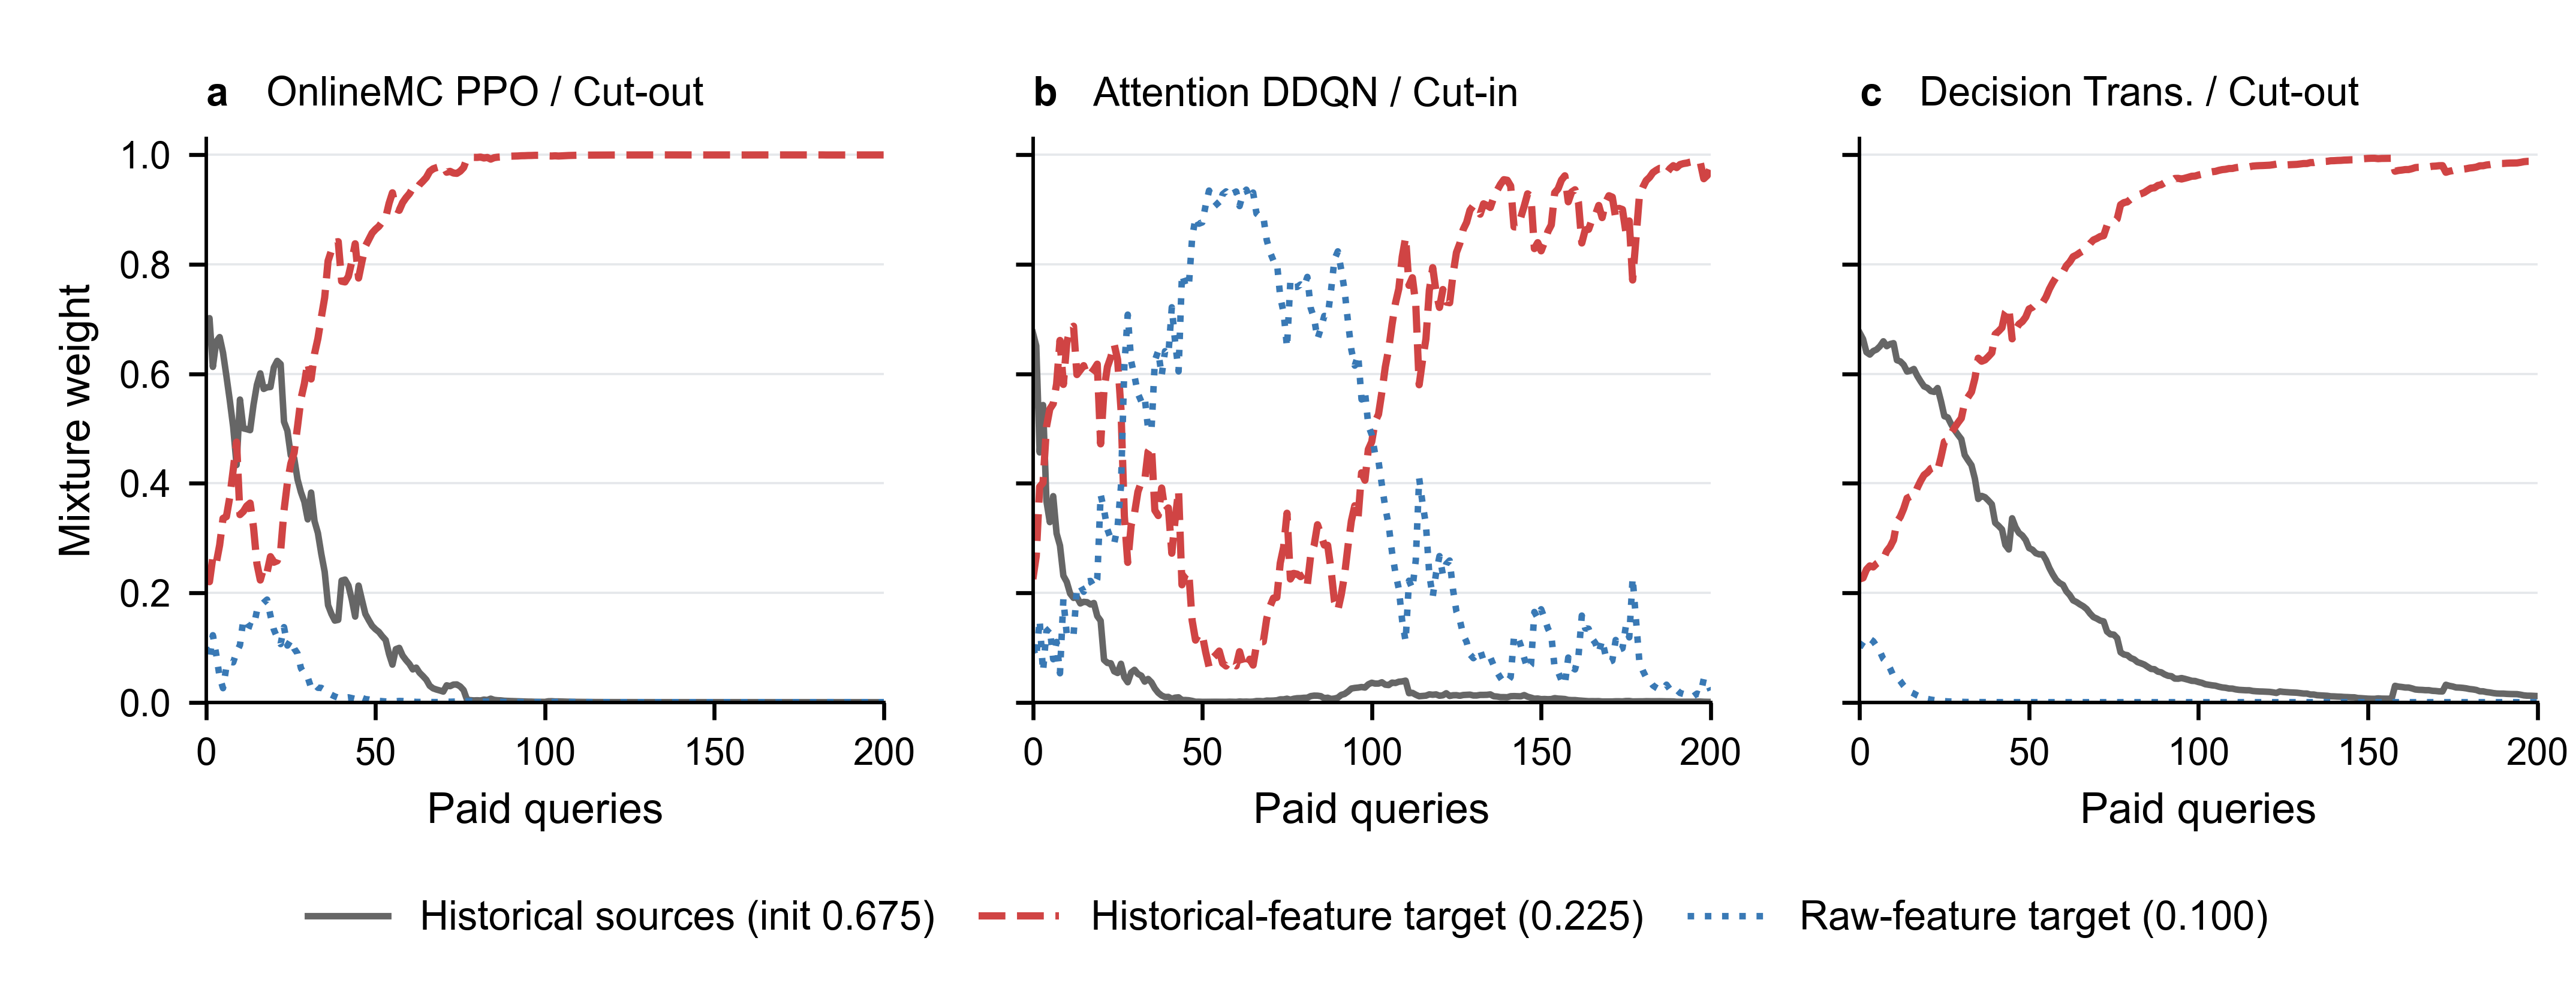 a OnlineMC PPO / Cut-out
b Attention DDQN / Cut-in
c Decision Trans. / Cut-out
Mixture weight
1.0
0.8
0.6
0.4
0.2
0.0
0 50 100 150 200
0 50 100 150 200
0 50 100 150 200
Paid queries
Paid queries
Paid queries
Historical sources (init 0.675)
Historical-feature target (0.225)
Raw-feature target (0.100)